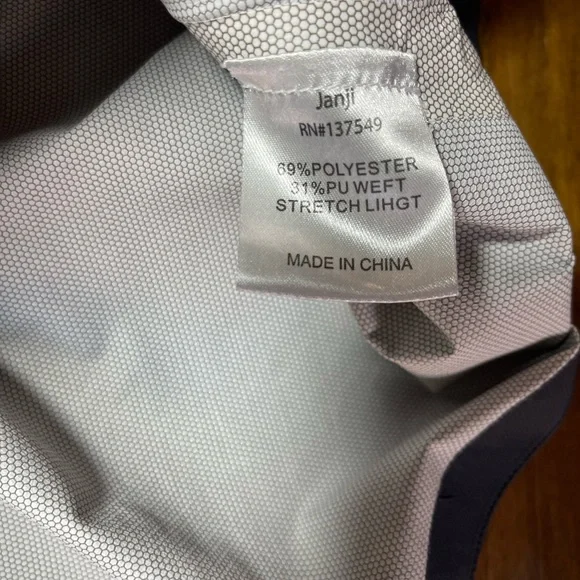 Janji
RN#137549
69%POLYESTER
31%PU WEFT
STRETCH LIHGT
MADE IN CHINA